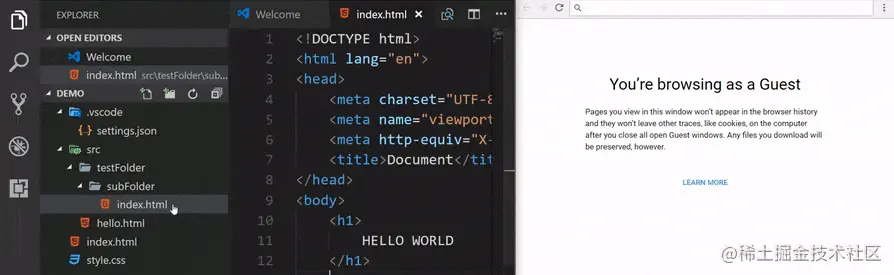 EXPLORER
OPEN EDITORS
Welcome
index.html src\testFolder\sub...
DEMO
.vscode
settings.json
src
testFolder
subFolder
index.html
hello.html
index.html
style.css
Welcome
index.html
1 <!DOCTYPE html>
2 <html lang="en">
3 <head>
4 <meta charset="UTF-8
5 <meta name="viewport
6 <meta http-equiv="X-
7 <title>Document</tit
8 </head>
9 <body>
10 <h1>
11 HELLO WORLD
12 </h1>
You're browsing as a Guest
Pages you view in this window won't appear in the browser history
and they won't leave other traces, like cookies, on the computer
after you close all open Guest windows. Any files you download will
be preserved, however.
LEARN MORE
@稀土掘金技术社区